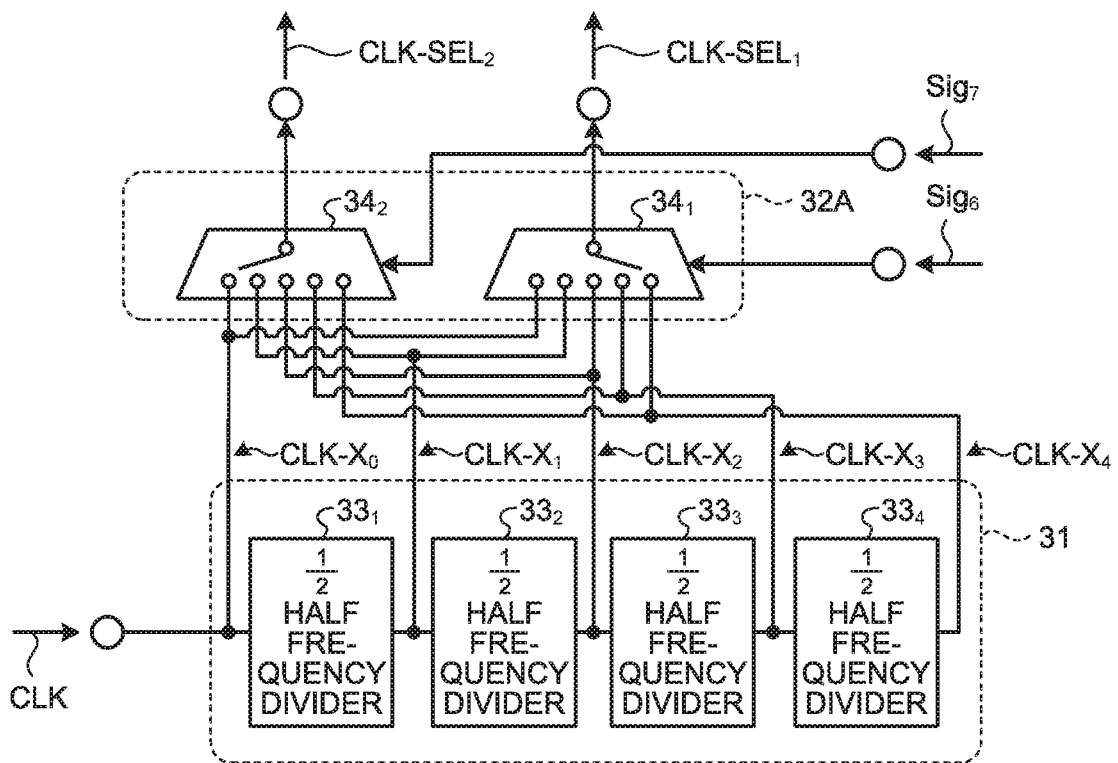 CLK-SEL₂
CLK-SEL₁
Sig₇
Sig₆
32A
34₂
34₁
CLK-X₀
CLK-X₁
CLK-X₂
CLK-X₃
CLK-X₄
31
33₁
33₂
33₃
33₄
1
2
HALF
FRE-
QUENCY
DIVIDER
1
2
HALF
FRE-
QUENCY
DIVIDER
1
2
HALF
FRE-
QUENCY
DIVIDER
1
2
HALF
FRE-
QUENCY
DIVIDER
CLK